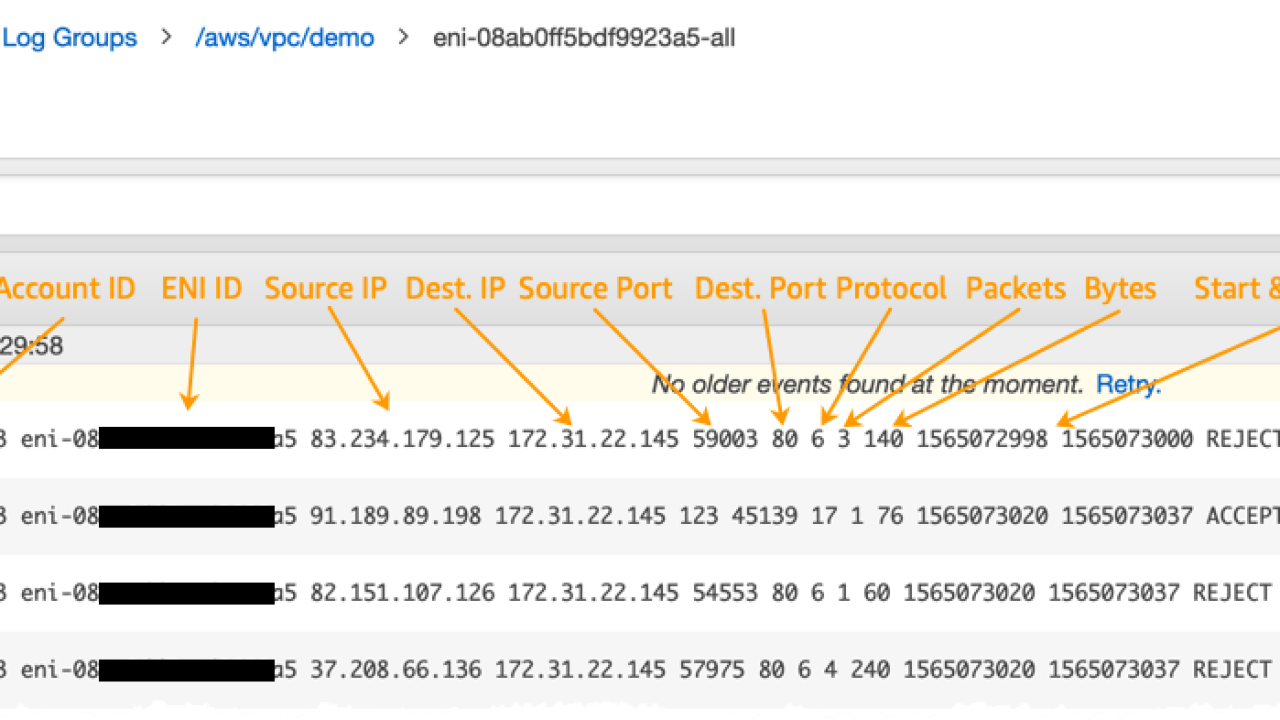 Log Groups > /aws/vpc/demo > eni-08ab0ff5bdf9923a5-all
Account ID ENI ID Source IP Dest. IP Source Port Dest. Port Protocol Packets Bytes Start &
29:58
No older events found at the moment. Retry.
3 eni-08 a5 83.234.179.125 172.31.22.145 59003 80 6 3 140 1565072998 1565073000 REJECT
3 eni-08 a5 91.189.89.198 172.31.22.145 123 45139 17 1 76 1565073020 1565073037 ACCEPT
3 eni-08 a5 82.151.107.126 172.31.22.145 54553 80 6 1 60 1565073020 1565073037 REJECT
3 eni-08 a5 37.208.66.136 172.31.22.145 57975 80 6 4 240 1565073020 1565073037 REJECT